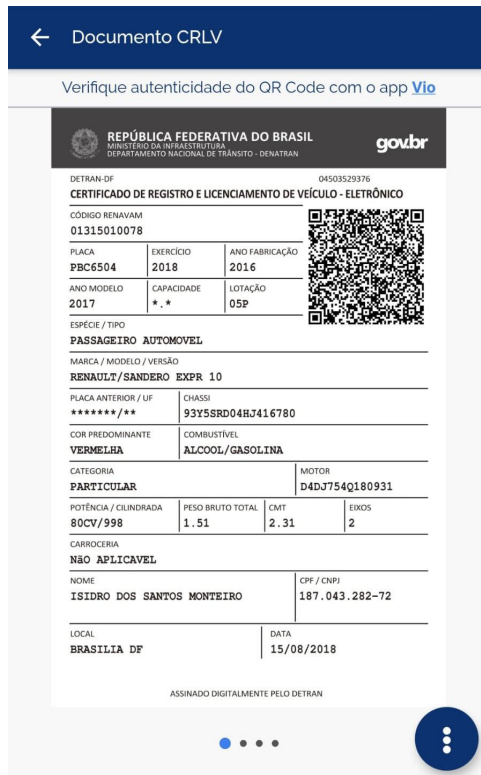 Documento CRLV
Verifique autenticidade do QR Code com o app Vio
REPÚBLICA FEDERATIVA DO BRASIL
MINISTÉRIO DA INFRAESTRUTURA
DEPARTAMENTO NACIONAL DE TRÂNSITO - DENATRAN
gov.br
DETRAN-DF 04503529376
CERTIFICADO DE REGISTRO E LICENCIAMENTO DE VEÍCULO - ELETRÔNICO
CÓDIGO RENAVAM
01315010078
PLACA EXERCÍCIO ANO FABRICAÇÃO
PBC6504 2018 2016
ANO MODELO CAPACIDADE LOTAÇÃO
2017 *.* 05P
ESPÉCIE / TIPO
PASSAGEIRO AUTOMOVEL
MARCA / MODELO / VERSÃO
RENAULT/SANDERO EXPR 10
PLACA ANTERIOR / UF CHASSI
*******/** 93Y5SRD04HJ416780
COR PREDOMINANTE COMBUSTÍVEL
VERMELHA ALCOOL/GASOLINA
CATEGORIA MOTOR
PARTICULAR D4DJ754Q180931
POTÊNCIA / CILINDRADA PESO BRUTO TOTAL CMT EIXOS
80CV/998 1.51 2.31 2
CARROCERIA
NãO APLICAVEL
NOME CPF / CNPJ
ISIDRO DOS SANTOS MONTEIRO 187.043.282-72
LOCAL DATA
BRASILIA DF 15/08/2018
ASSINADO DIGITALMENTE PELO DETRAN